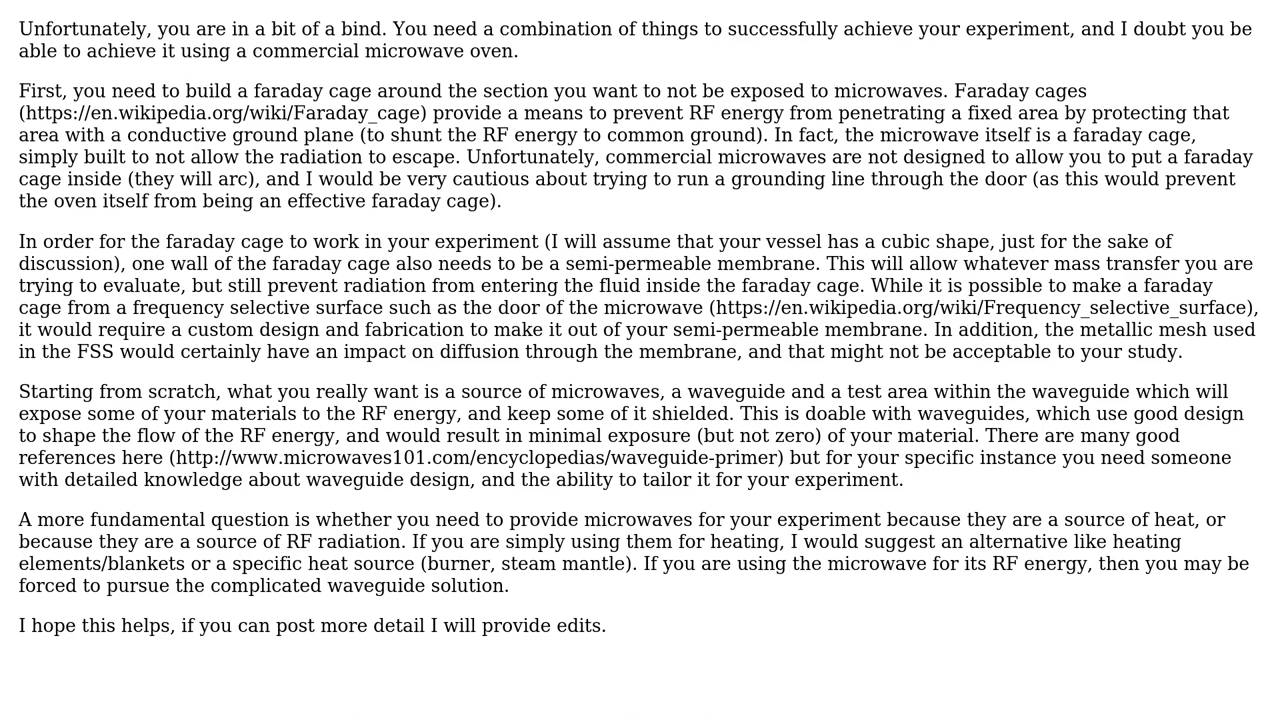 Unfortunately, you are in a bit of a bind. You need a combination of things to successfully achieve your experiment, and I doubt you be
able to achieve it using a commercial microwave oven.
First, you need to build a faraday cage around the section you want to not be exposed to microwaves. Faraday cages
(https://en.wikipedia.org/wiki/Faraday_cage) provide a means to prevent RF energy from penetrating a fixed area by protecting that
area with a conductive ground plane (to shunt the RF energy to common ground). In fact, the microwave itself is a faraday cage,
simply built to not allow the radiation to escape. Unfortunately, commercial microwaves are not designed to allow you to put a faraday
cage inside (they will arc), and I would be very cautious about trying to run a grounding line through the door (as this would prevent
the oven itself from being an effective faraday cage).
In order for the faraday cage to work in your experiment (I will assume that your vessel has a cubic shape, just for the sake of
discussion), one wall of the faraday cage also needs to be a semi-permeable membrane. This will allow whatever mass transfer you are
trying to evaluate, but still prevent radiation from entering the fluid inside the faraday cage. While it is possible to make a faraday
cage from a frequency selective surface such as the door of the microwave (https://en.wikipedia.org/wiki/Frequency_selective_surface),
it would require a custom design and fabrication to make it out of your semi-permeable membrane. In addition, the metallic mesh used
in the FSS would certainly have an impact on diffusion through the membrane, and that might not be acceptable to your study.
Starting from scratch, what you really want is a source of microwaves, a waveguide and a test area within the waveguide which will
expose some of your materials to the RF energy, and keep some of it shielded. This is doable with waveguides, which use good design
to shape the flow of the RF energy, and would result in minimal exposure (but not zero) of your material. There are many good
references here (http://www.microwaves101.com/encyclopedias/waveguide-primer) but for your specific instance you need someone
with detailed knowledge about waveguide design, and the ability to tailor it for your experiment.
A more fundamental question is whether you need to provide microwaves for your experiment because they are a source of heat, or
because they are a source of RF radiation. If you are simply using them for heating, I would suggest an alternative like heating
elements/blankets or a specific heat source (burner, steam mantle). If you are using the microwave for its RF energy, then you may be
forced to pursue the complicated waveguide solution.
I hope this helps, if you can post more detail I will provide edits.